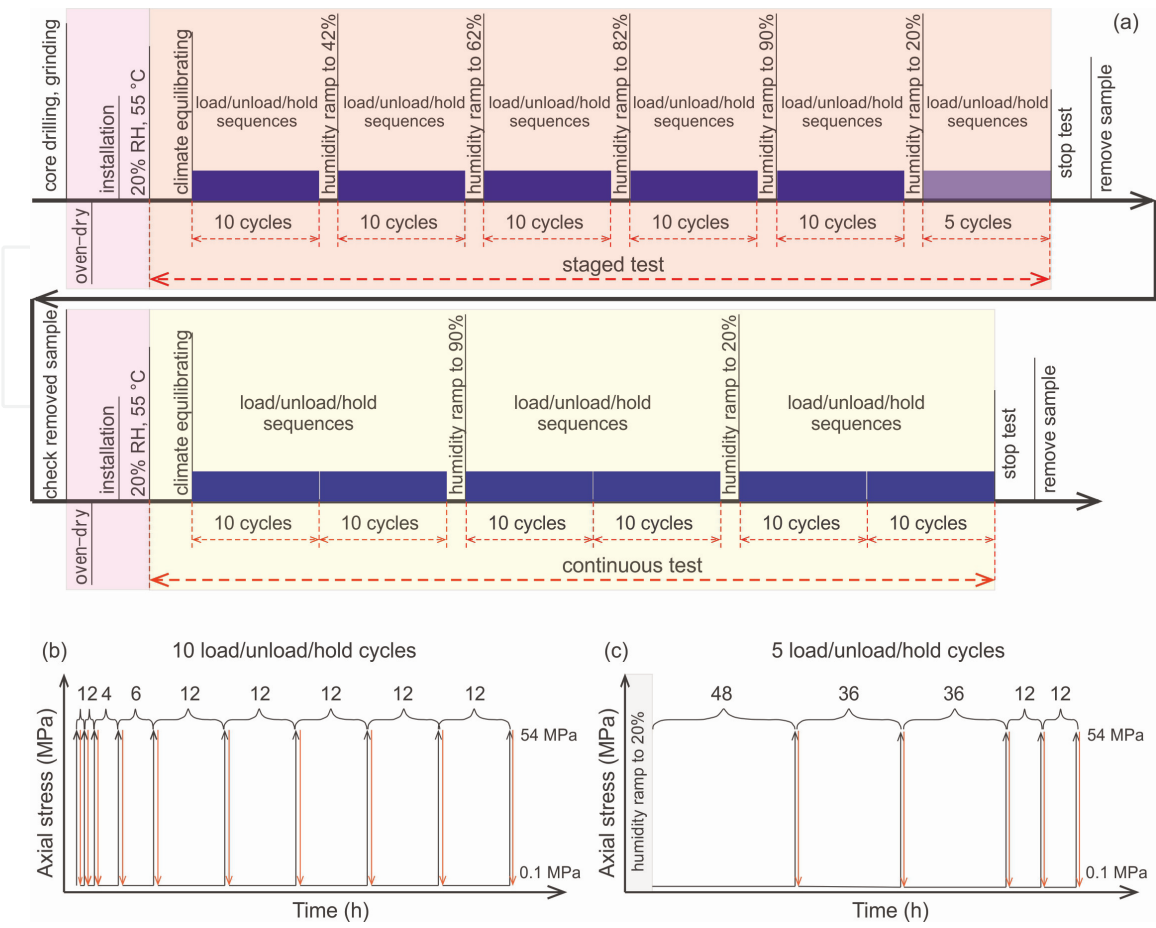 (a)
core drilling, grinding
installation
20% RH, 55 °C
climate equilibrating
load/unload/hold
sequences
humidity ramp to 42%
load/unload/hold
sequences
humidity ramp to 62%
load/unload/hold
sequences
humidity ramp to 82%
load/unload/hold
sequences
humidity ramp to 90%
load/unload/hold
sequences
humidity ramp to 20%
load/unload/hold
sequences
stop test
remove sample
oven–dry
10 cycles
10 cycles
10 cycles
10 cycles
10 cycles
5 cycles
staged test
check removed sample
installation
20% RH, 55 °C
climate equilibrating
load/unload/hold
sequences
humidity ramp to 90%
load/unload/hold
sequences
humidity ramp to 20%
load/unload/hold
sequences
stop test
remove sample
oven–dry
10 cycles
10 cycles
10 cycles
10 cycles
10 cycles
10 cycles
continuous test
(b)
10 load/unload/hold cycles
1 2 4 6 12 12 12 12 12
54 MPa
Axial stress (MPa)
0.1 MPa
Time (h)
(c)
5 load/unload/hold cycles
48 36 36 12 12
54 MPa
Axial stress (MPa)
humidity ramp to 20%
0.1 MPa
Time (h)